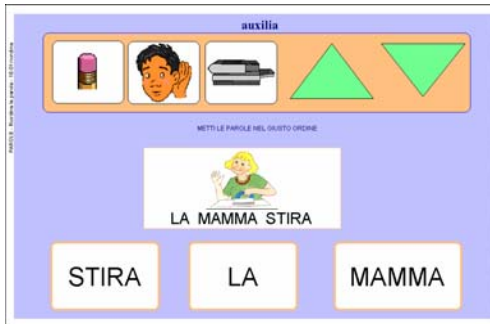 auxilia
METTI LE PAROLE NEL GIUSTO ORDINE
LA MAMMA STIRA
STIRA LA MAMMA